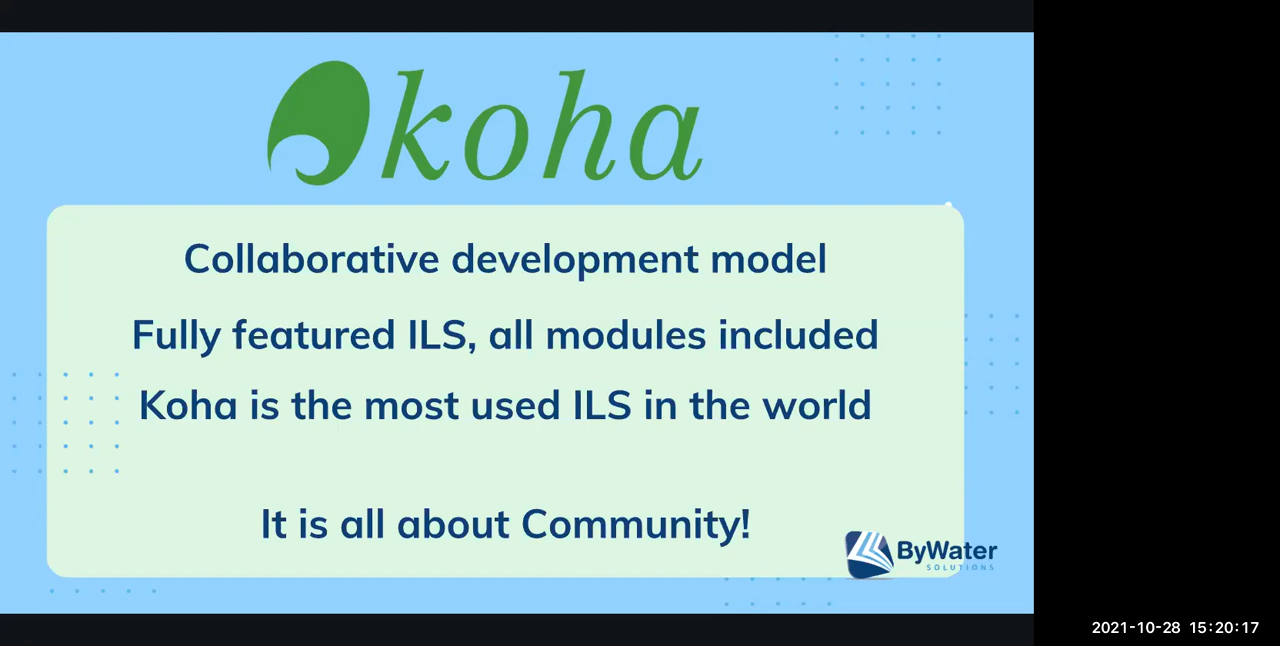 koha
Collaborative development model
Fully featured ILS, all modules included
Koha is the most used ILS in the world
It is all about Community!
ByWater
SOLUTIONS
2021-10-28 15:20:17